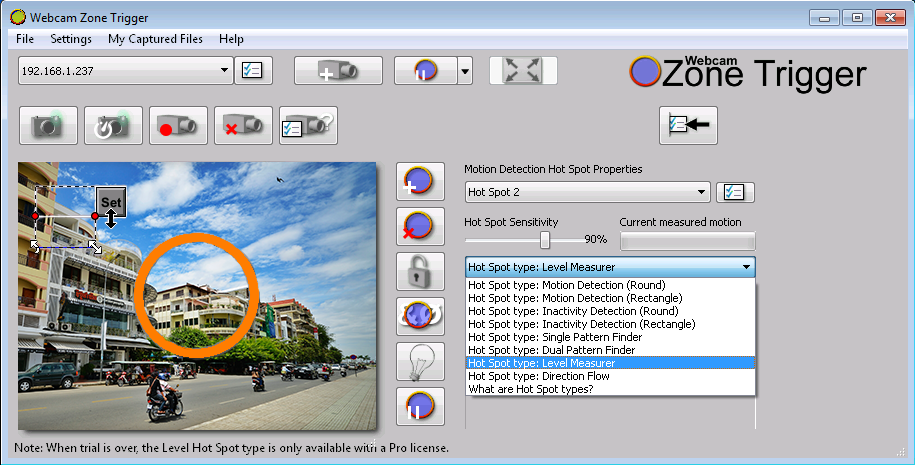 Webcam Zone Trigger
File Settings My Captured Files Help
192.168.1.237
Webcam
Zone Trigger
Set
Motion Detection Hot Spot Properties
Hot Spot 2
Hot Spot Sensitivity
90%
Current measured motion
Hot Spot type: Level Measurer
Hot Spot type: Motion Detection (Round)
Hot Spot type: Motion Detection (Rectangle)
Hot Spot type: Inactivity Detection (Round)
Hot Spot type: Inactivity Detection (Rectangle)
Hot Spot type: Single Pattern Finder
Hot Spot type: Dual Pattern Finder
Hot Spot type: Level Measurer
Hot Spot type: Direction Flow
What are Hot Spot types?
Note: When trial is over, the Level Hot Spot type is only available with a Pro license.